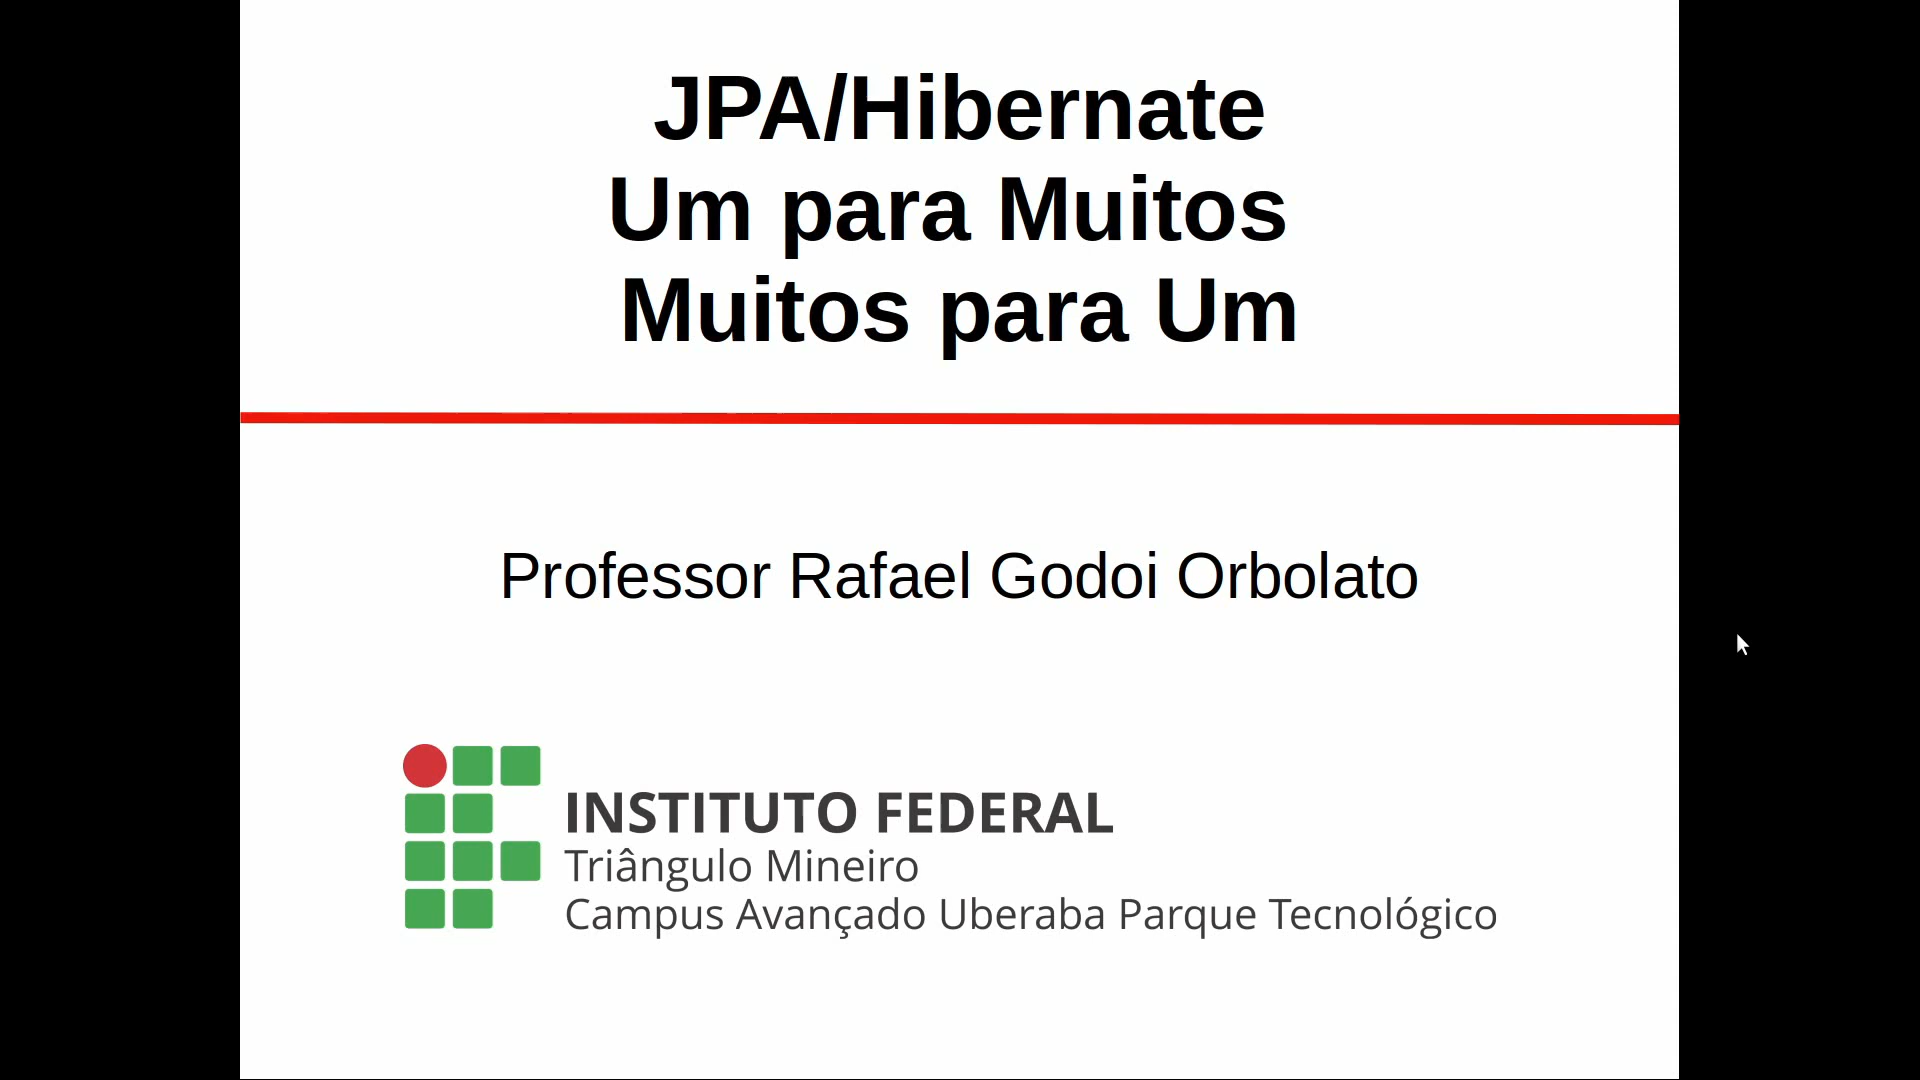 JPA/Hibernate
Um para Muitos
Muitos para Um
Professor Rafael Godoi Orbolato
INSTITUTO FEDERAL
Triângulo Mineiro
Campus Avançado Uberaba Parque Tecnológico